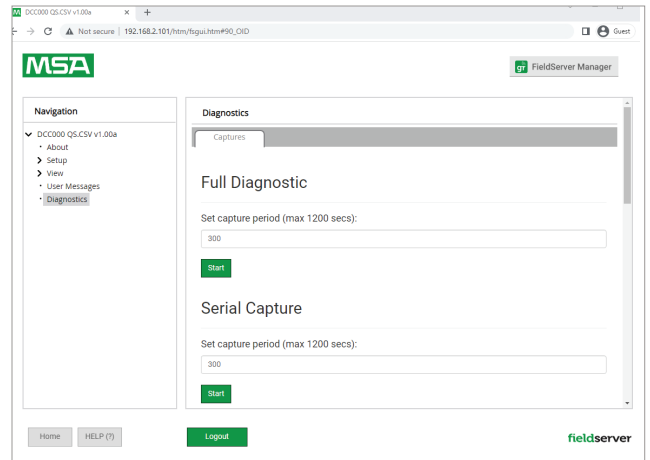 DCC000 QS.CSV v1.00a
Not secure | 192.168.2.101/htm/fsgui.htm#90_OID
Guest
MSA
FieldServer Manager
Navigation
DCC000 QS.CSV v1.00a
About
Setup
View
User Messages
Diagnostics
Diagnostics
Captures
Full Diagnostic
Set capture period (max 1200 secs):
300
Start
Serial Capture
Set capture period (max 1200 secs):
300
Start
Home
HELP (?)
Logout
fieldserver